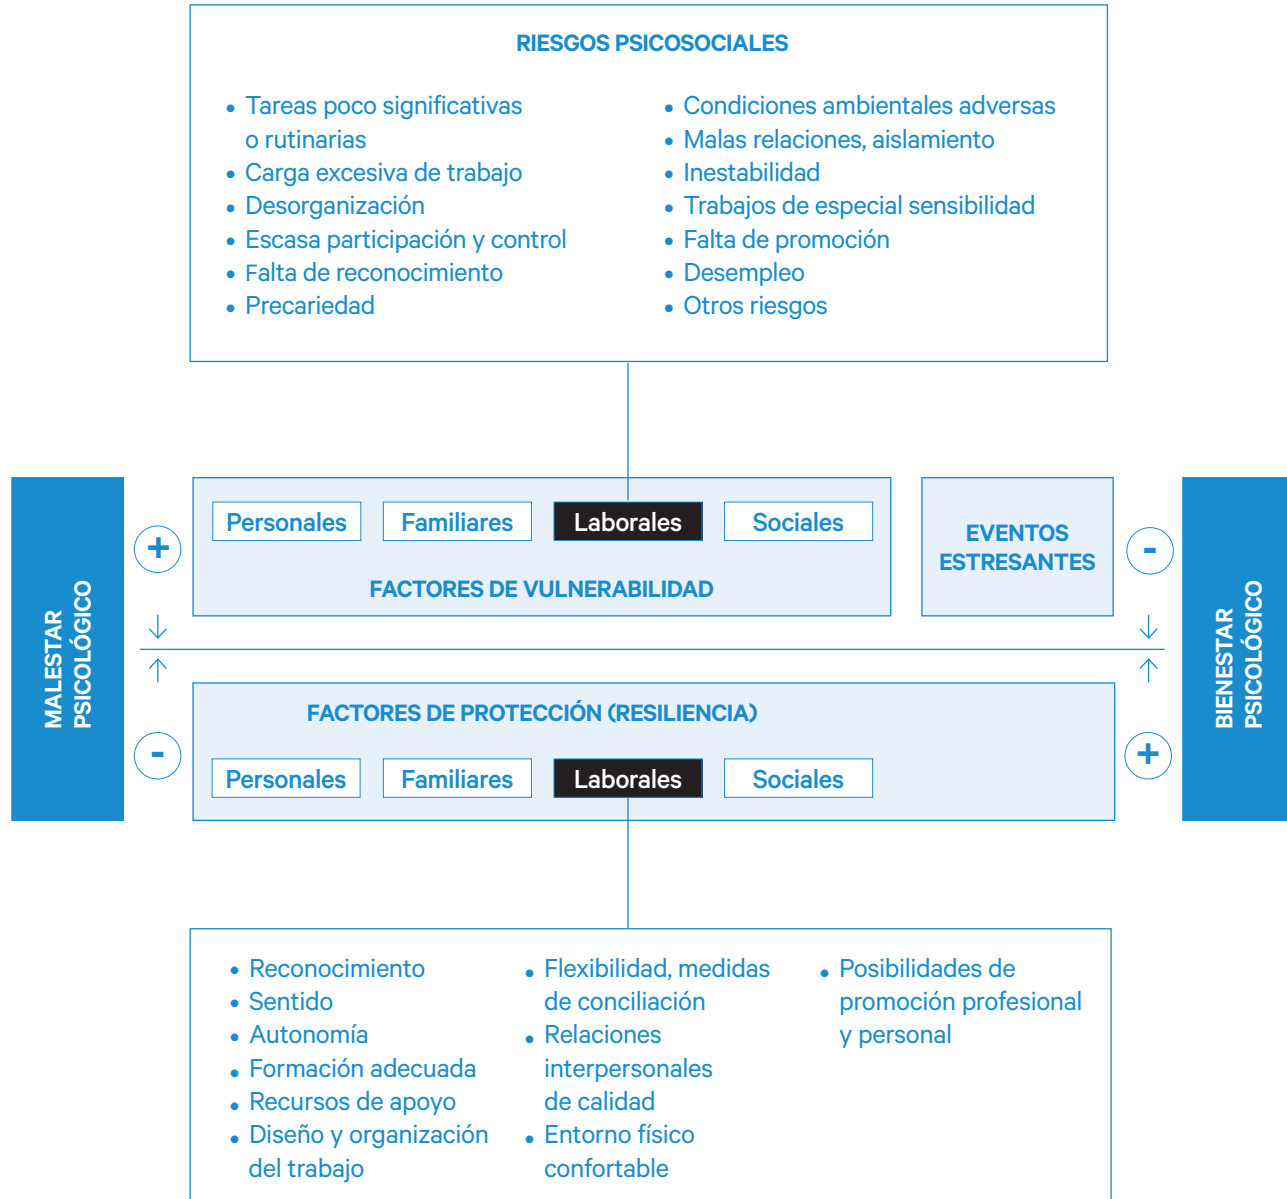 RIESGOS PSICOSOCIALES
• Tareas poco significativas
o rutinarias
• Carga excesiva de trabajo
• Desorganización
• Escasa participación y control
• Falta de reconocimiento
• Precariedad
• Condiciones ambientales adversas
• Malas relaciones, aislamiento
• Inestabilidad
• Trabajos de especial sensibilidad
• Falta de promoción
• Desempleo
• Otros riesgos
MALESTAR
PSICOLÓGICO
+
Personales
Familiares
Laborales
Sociales
FACTORES DE VULNERABILIDAD
EVENTOS
ESTRESANTES
-
BIENESTAR
PSICOLÓGICO
FACTORES DE PROTECCIÓN (RESILIENCIA)
-
Personales
Familiares
Laborales
Sociales
+
• Reconocimiento
• Sentido
• Autonomía
• Formación adecuada
• Recursos de apoyo
• Diseño y organización
del trabajo
• Flexibilidad, medidas
de conciliación
• Relaciones
interpersonales
de calidad
• Entorno físico
confortable
• Posibilidades de
promoción profesional
y personal